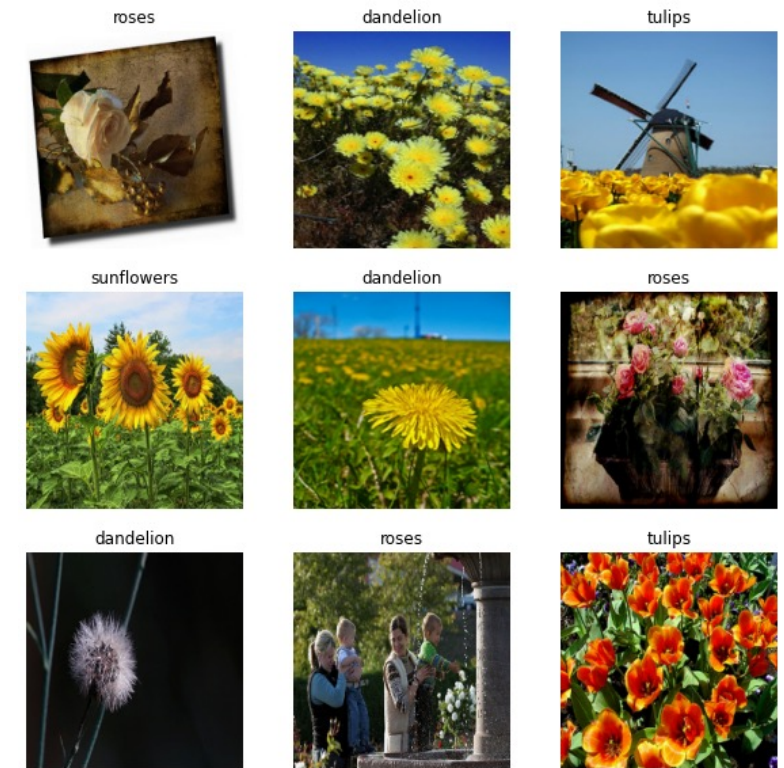 roses
dandelion
tulips
sunflowers
dandelion
roses
dandelion
roses
tulips